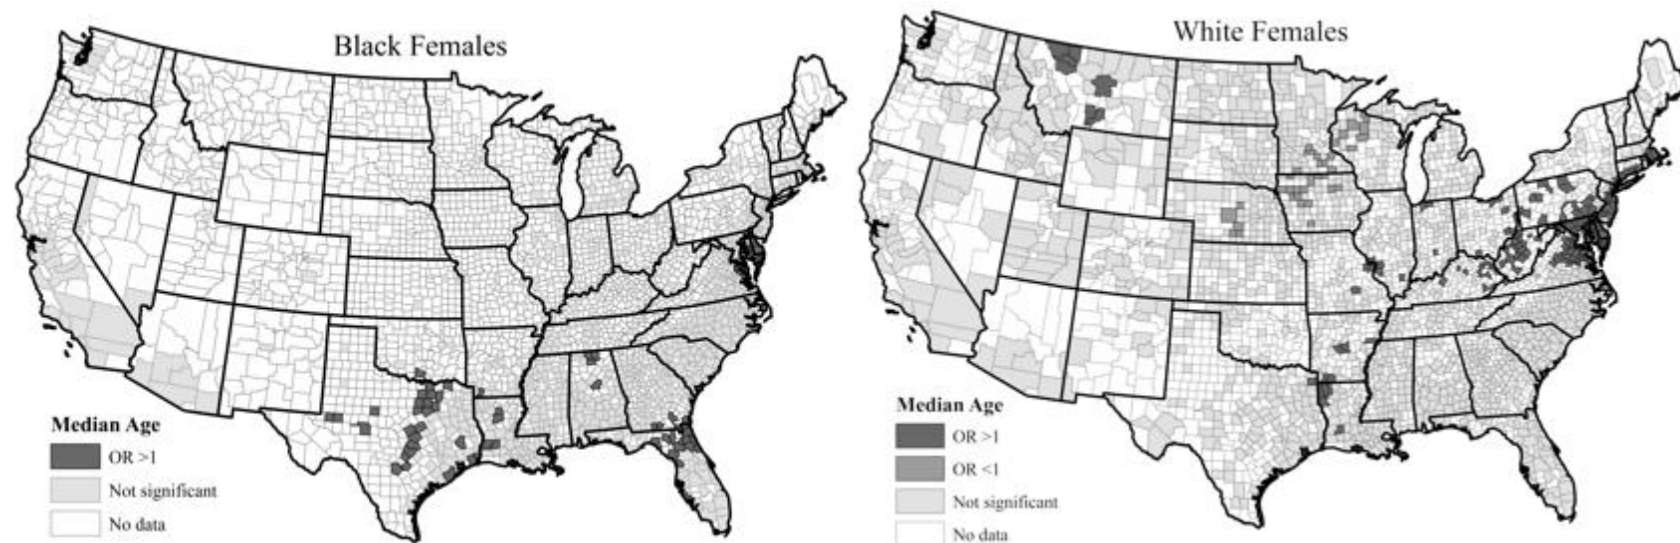 Black Females
White Females
Median Age
OR >1
Not significant
No data
Median Age
OR >1
OR <1
Not significant
No data